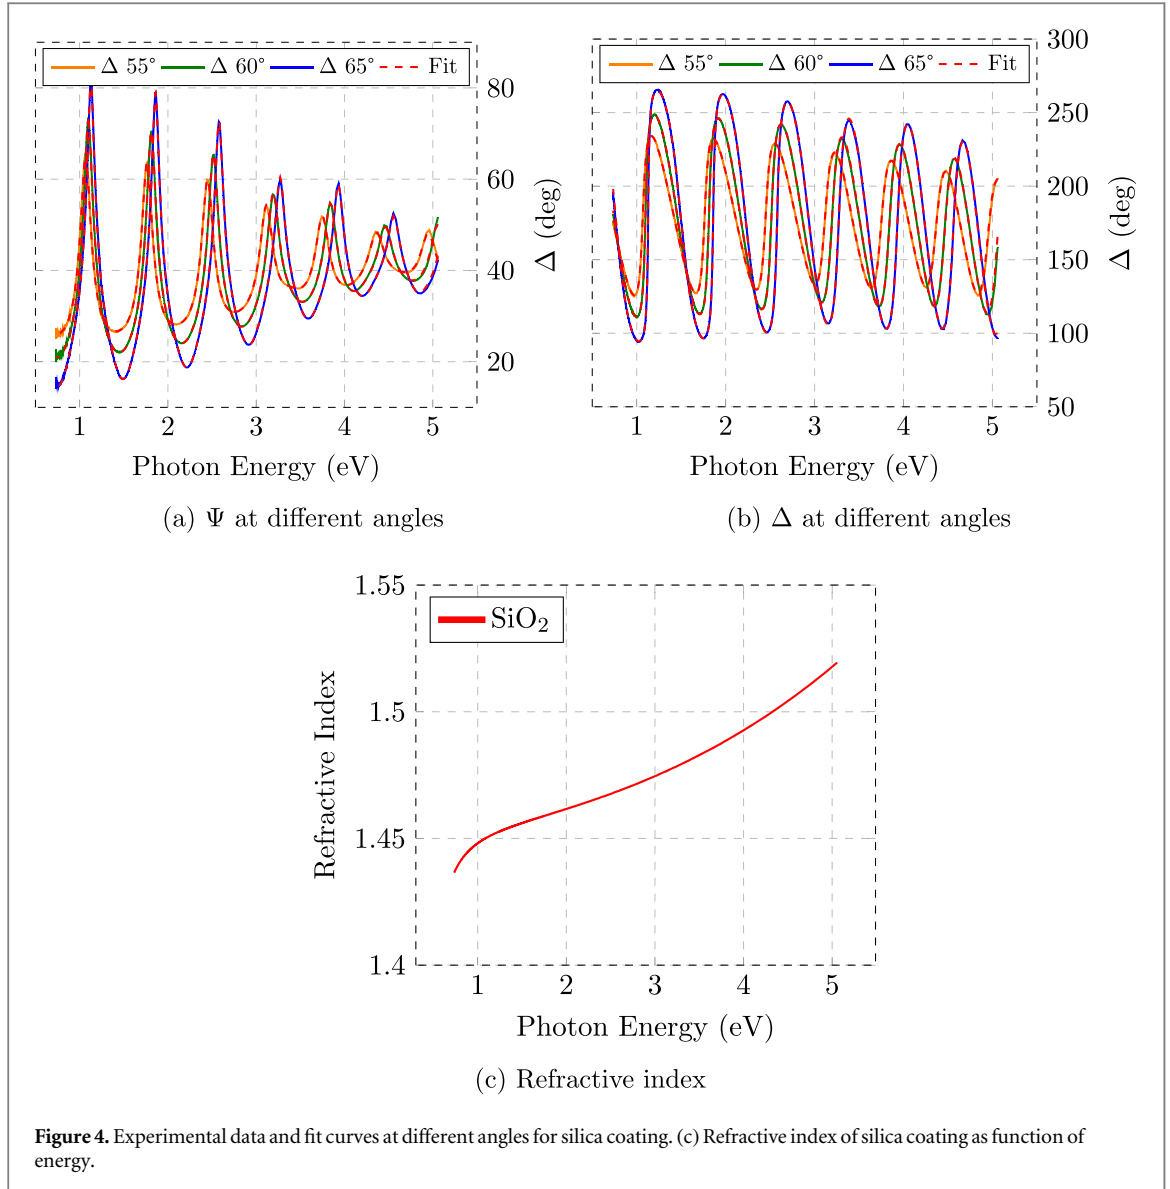 Δ 55° Δ 60° Δ 65° Fit
80
60
40
20
Δ (deg)
1 2 3 4 5
Photon Energy (eV)
(a) Ψ at different angles
Δ 55° Δ 60° Δ 65° Fit
300
250
200
150
100
50
Δ (deg)
1 2 3 4 5
Photon Energy (eV)
(b) Δ at different angles
1.55
1.5
1.45
1.4
Refractive Index
SiO₂
1 2 3 4 5
Photon Energy (eV)
(c) Refractive index
Figure 4. Experimental data and fit curves at different angles for silica coating. (c) Refractive index of silica coating as function of
energy.